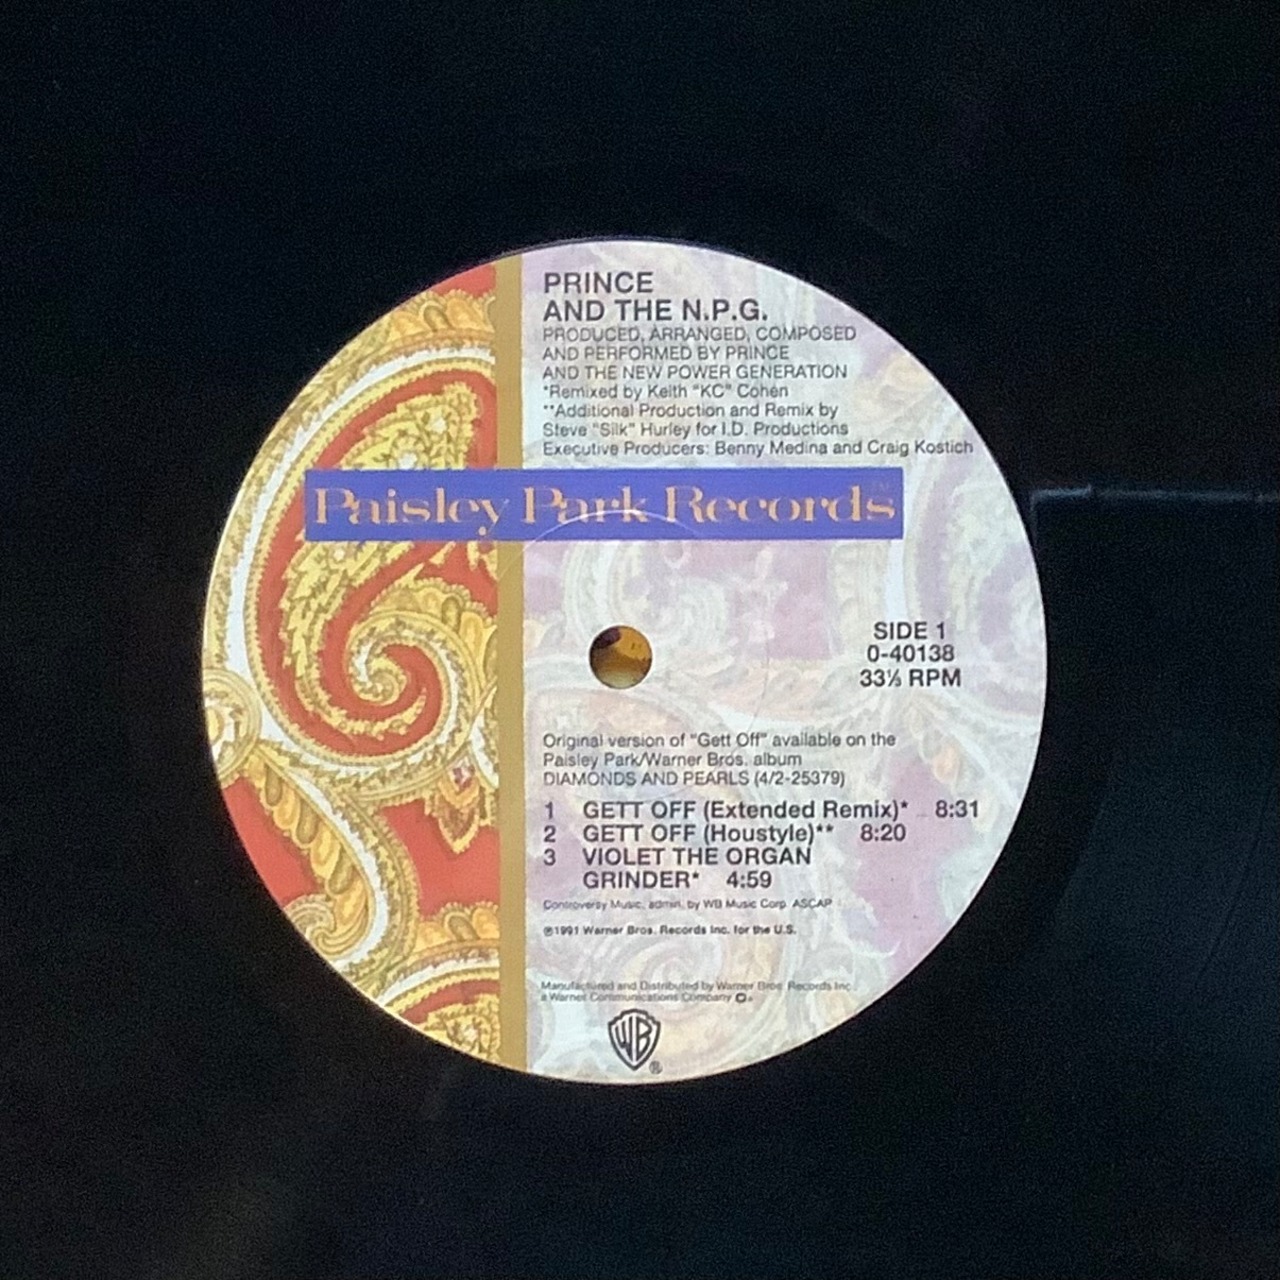 PRINCE
AND THE N.P.G.
PRODUCED, ARRANGED, COMPOSED
AND PERFORMED BY PRINCE
AND THE NEW POWER GENERATION
*Remixed by Keith "KC" Cohen
**Additional Production and Remix by
Steve "Silk" Hurley for I.D. Productions
Executive Producers: Benny Medina and Craig Kostich
Paisley Park Records™
SIDE 1
0-40138
33⅓ RPM
Original version of "Gett Off" available on the
Paisley Park/Warner Bros. album
DIAMONDS AND PEARLS (4/2-25379)
1 GETT OFF (Extended Remix)* 8:31
2 GETT OFF (Houstyle)** 8:20
3 VIOLET THE ORGAN
GRINDER* 4:59
Controversy Music, admin. by WB Music Corp. ASCAP
℗1991 Warner Bros. Records Inc. for the U.S.
Manufactured and Distributed by Warner Bros. Records Inc.,
a Warner Communications Company
WB®